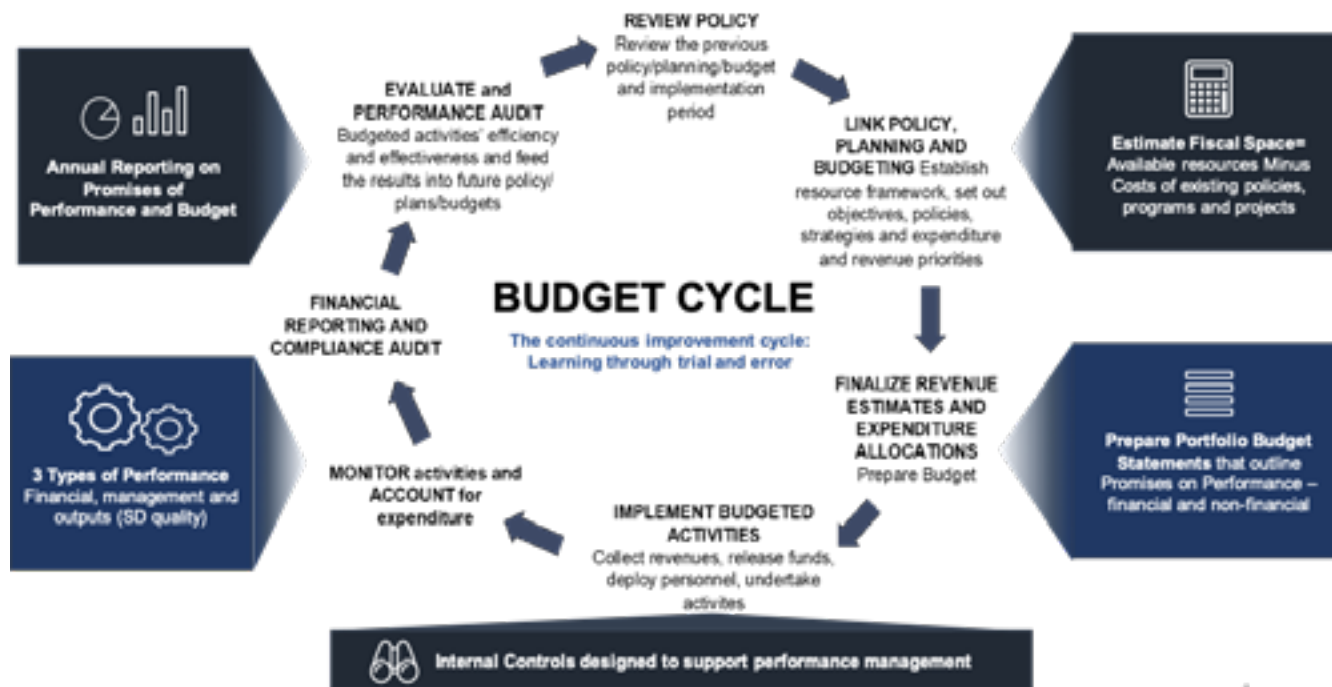 REVIEW POLICY
Review the previous
policy/planning/budget
and implementation
period
LINK POLICY,
PLANNING AND
BUDGETING Establish
resource framework, set out
objectives, policies,
strategies and expenditure
and revenue priorities
Estimate Fiscal Space=
Available resources Minus
Costs of existing policies,
programs and projects
FINALIZE REVENUE
ESTIMATES AND
EXPENDITURE
ALLOCATIONS
Prepare Budget
Prepare Portfolio Budget
Statements that outline
Promises on Performance –
financial and non-financial
IMPLEMENT BUDGETED
ACTIVITIES
Collect revenues, release funds,
deploy personnel, undertake
activites
Internal Controls designed to support performance management
MONITOR activities and
ACCOUNT for
expenditure
3 Types of Performance
Financial, management and
outputs (SD quality)
FINANCIAL
REPORTING AND
COMPLIANCE AUDIT
EVALUATE and
PERFORMANCE AUDIT
Budgeted activities' efficiency
and effectiveness and feed
the results into future policy/
plans/budgets
Annual Reporting on
Promises of
Performance and Budget
BUDGET CYCLE
The continuous improvement cycle:
Learning through trial and error